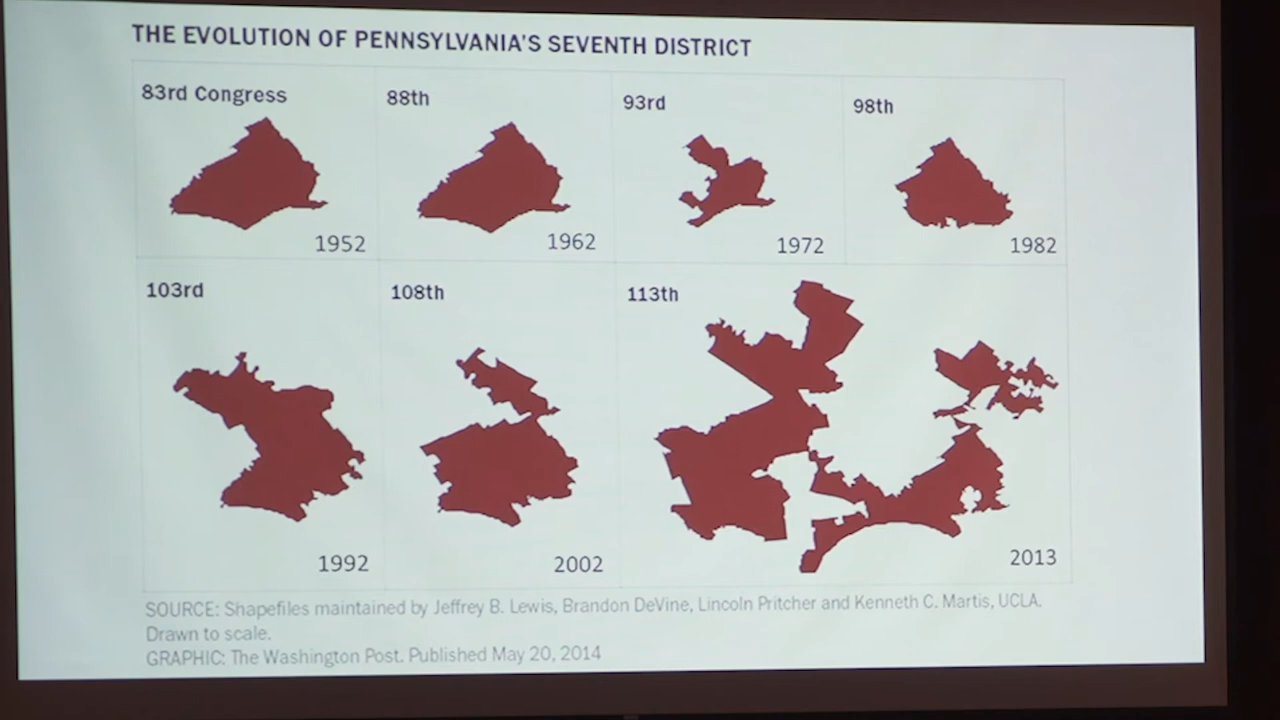 THE EVOLUTION OF PENNSYLVANIA'S SEVENTH DISTRICT
83rd Congress
1952
88th
1962
93rd
1972
98th
1982
103rd
1992
108th
2002
113th
2013
SOURCE: Shapefiles maintained by Jeffrey B. Lewis, Brandon DeVine, Lincoln Pritcher and Kenneth C. Martis, UCLA.
Drawn to scale.
GRAPHIC: The Washington Post. Published May 20, 2014